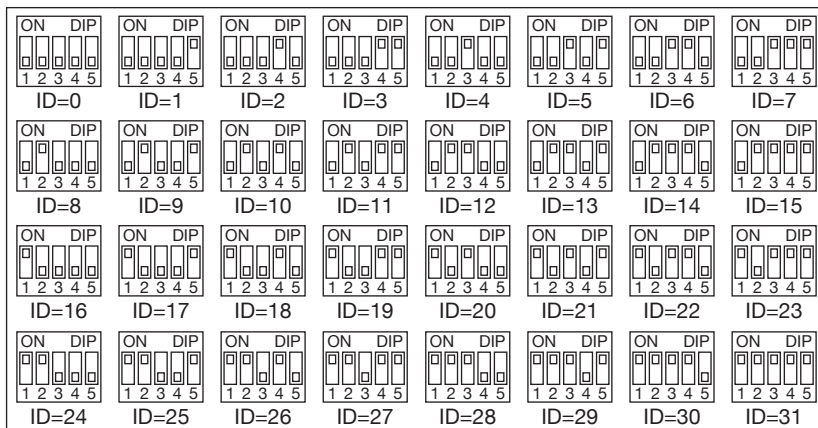 ON DIP ON DIP ON DIP ON DIP ON DIP ON DIP ON DIP ON DIP
1 2 3 4 5 1 2 3 4 5 1 2 3 4 5 1 2 3 4 5 1 2 3 4 5 1 2 3 4 5 1 2 3 4 5 1 2 3 4 5
ID=0 ID=1 ID=2 ID=3 ID=4 ID=5 ID=6 ID=7
ON DIP ON DIP ON DIP ON DIP ON DIP ON DIP ON DIP ON DIP
1 2 3 4 5 1 2 3 4 5 1 2 3 4 5 1 2 3 4 5 1 2 3 4 5 1 2 3 4 5 1 2 3 4 5 1 2 3 4 5
ID=8 ID=9 ID=10 ID=11 ID=12 ID=13 ID=14 ID=15
ON DIP ON DIP ON DIP ON DIP ON DIP ON DIP ON DIP ON DIP
1 2 3 4 5 1 2 3 4 5 1 2 3 4 5 1 2 3 4 5 1 2 3 4 5 1 2 3 4 5 1 2 3 4 5 1 2 3 4 5
ID=16 ID=17 ID=18 ID=19 ID=20 ID=21 ID=22 ID=23
ON DIP ON DIP ON DIP ON DIP ON DIP ON DIP ON DIP ON DIP
1 2 3 4 5 1 2 3 4 5 1 2 3 4 5 1 2 3 4 5 1 2 3 4 5 1 2 3 4 5 1 2 3 4 5 1 2 3 4 5
ID=24 ID=25 ID=26 ID=27 ID=28 ID=29 ID=30 ID=31